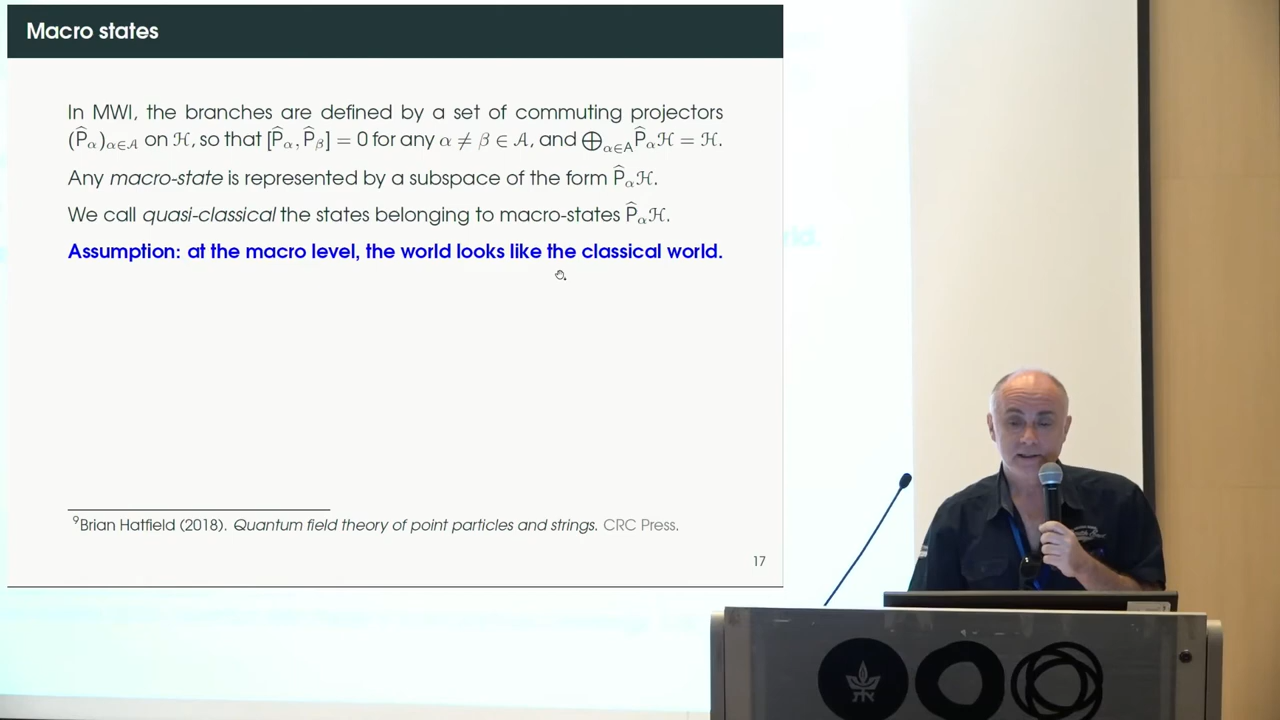 Macro states
In MWI, the branches are defined by a set of commuting projectors
(P̂α)α∈𝒜 on ℋ, so that [P̂α, P̂β] = 0 for any α ≠ β ∈ 𝒜, and ⊕α∈A P̂αℋ = ℋ.
Any macro-state is represented by a subspace of the form P̂αℋ.
We call quasi-classical the states belonging to macro-states P̂αℋ.
Assumption: at the macro level, the world looks like the classical world.
⁹Brian Hatfield (2018). Quantum field theory of point particles and strings. CRC Press.
17